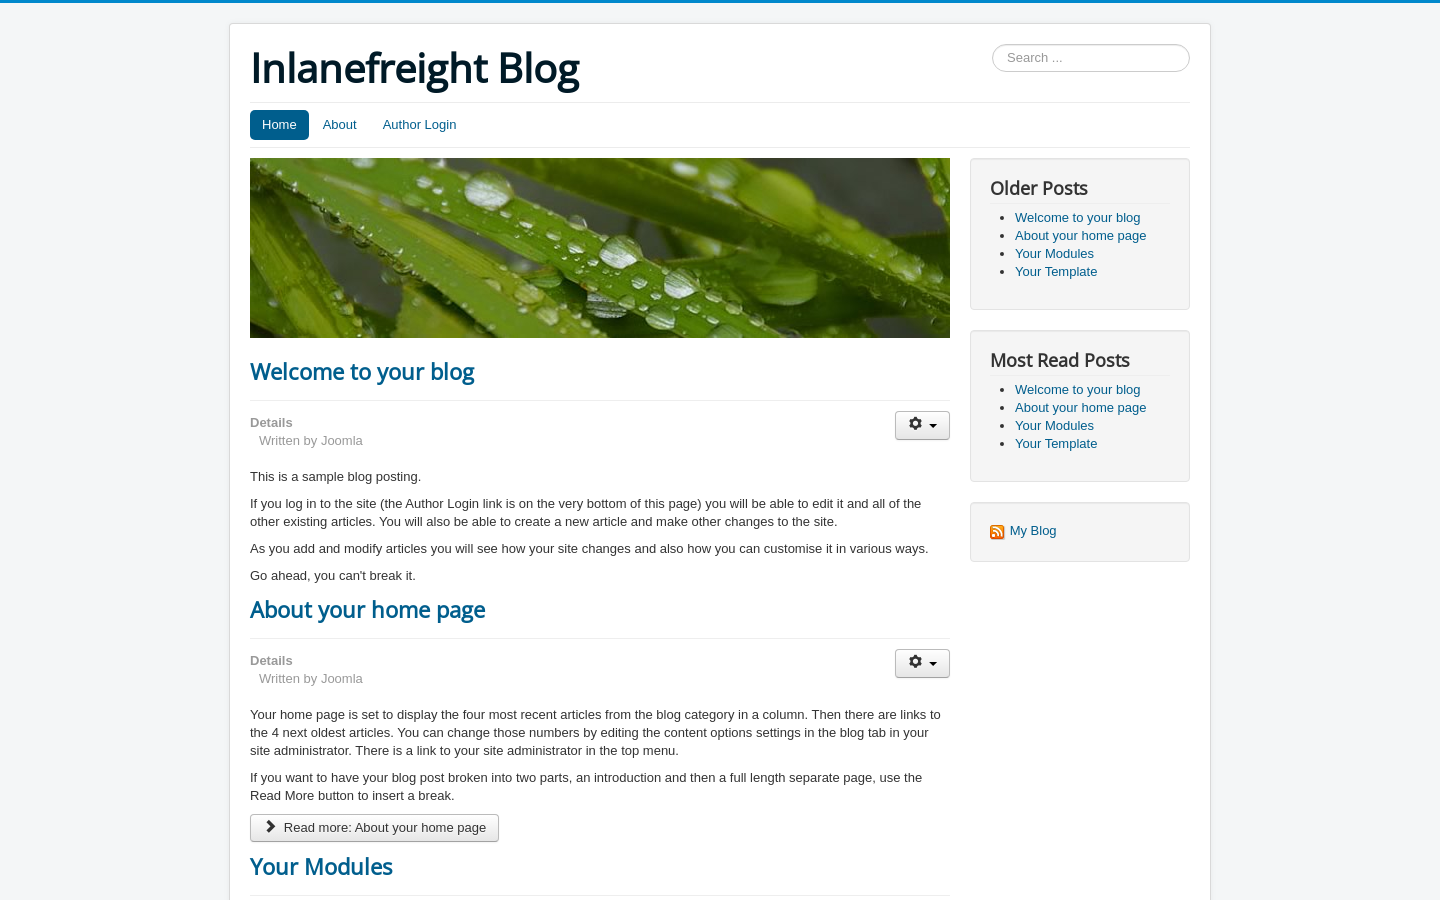 Inlanefreight Blog
Search ...
Home About Author Login
Welcome to your blog
Details
Written by Joomla
This is a sample blog posting.
If you log in to the site (the Author Login link is on the very bottom of this page) you will be able to edit it and all of the
other existing articles. You will also be able to create a new article and make other changes to the site.
As you add and modify articles you will see how your site changes and also how you can customise it in various ways.
Go ahead, you can't break it.
About your home page
Details
Written by Joomla
Your home page is set to display the four most recent articles from the blog category in a column. Then there are links to
the 4 next oldest articles. You can change those numbers by editing the content options settings in the blog tab in your
site administrator. There is a link to your site administrator in the top menu.
If you want to have your blog post broken into two parts, an introduction and then a full length separate page, use the
Read More button to insert a break.
Read more: About your home page
Your Modules
Older Posts
Welcome to your blog
About your home page
Your Modules
Your Template
Most Read Posts
Welcome to your blog
About your home page
Your Modules
Your Template
My Blog